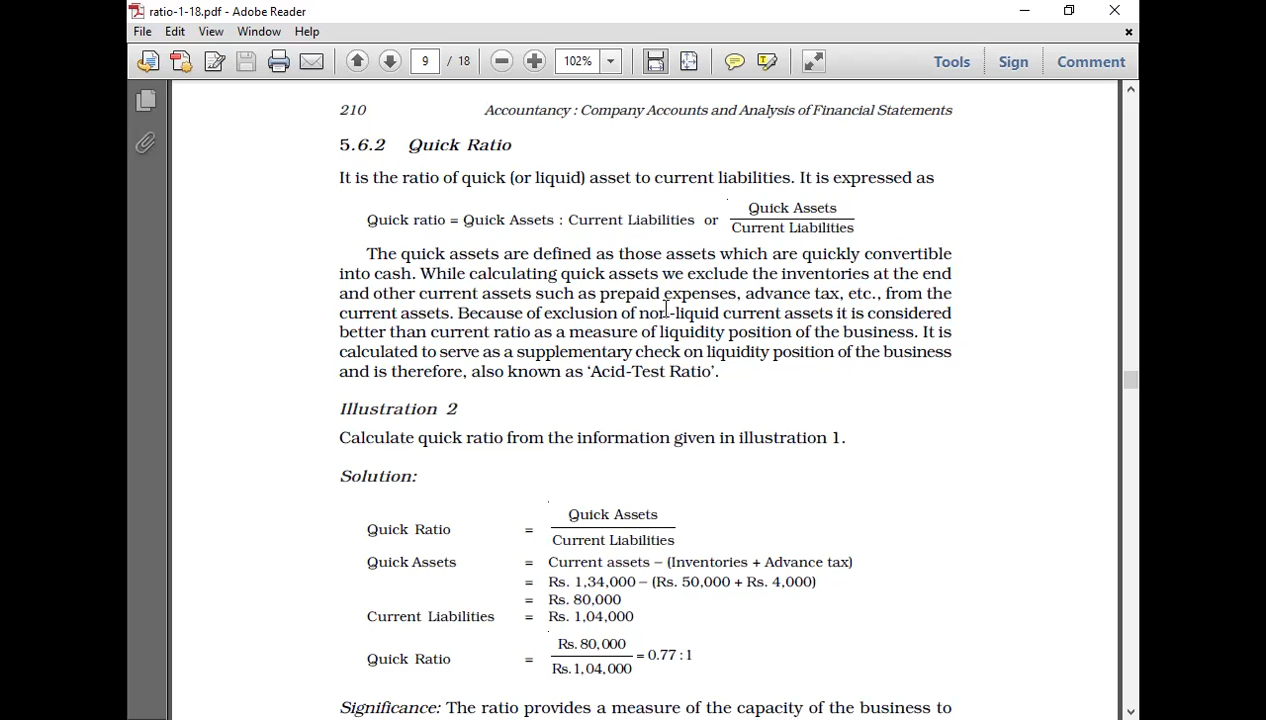 ratio-1-18.pdf - Adobe Reader
File Edit View Window Help
9 / 18 102% Tools Sign Comment
210 Accountancy : Company Accounts and Analysis of Financial Statements
5.6.2 Quick Ratio
It is the ratio of quick (or liquid) asset to current liabilities. It is expressed as
Quick ratio = Quick Assets : Current Liabilities or Quick Assets
Current Liabilities
The quick assets are defined as those assets which are quickly convertible
into cash. While calculating quick assets we exclude the inventories at the end
and other current assets such as prepaid expenses, advance tax, etc., from the
current assets. Because of exclusion of non-liquid current assets it is considered
better than current ratio as a measure of liquidity position of the business. It is
calculated to serve as a supplementary check on liquidity position of the business
and is therefore, also known as ‘Acid-Test Ratio’.
Illustration 2
Calculate quick ratio from the information given in illustration 1.
Solution:
Quick Ratio = Quick Assets
Current Liabilities
Quick Assets = Current assets – (Inventories + Advance tax)
= Rs. 1,34,000 – (Rs. 50,000 + Rs. 4,000)
= Rs. 80,000
Current Liabilities = Rs. 1,04,000
Quick Ratio = Rs. 80,000
Rs. 1,04,000 = 0.77 : 1
Significance: The ratio provides a measure of the capacity of the business to